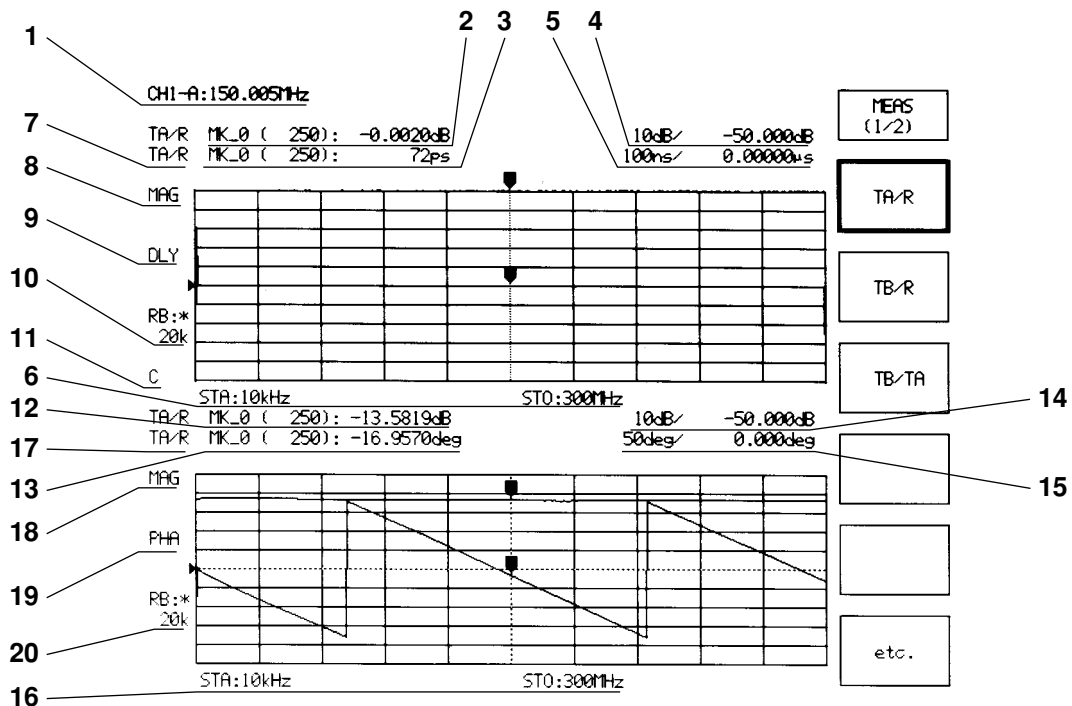 2 3 5 4
1
CH1-A:150.005MHz
7
TA/R MK_0 ( 250): -0.0020dB 10dB/ -50.000dB
TA/R MK_0 ( 250): 72ps 100ns/ 0.00000µs
8
MAG
9
DLY
10
RB:*
20k
11
C
6
STA:10kHz STO:300MHz
12
TA/R MK_0 ( 250): -13.5819dB 10dB/ -50.000dB
14
17
TA/R MK_0 ( 250): -16.9570deg 50deg/ 0.000deg
13
MAG
15
18
PHA
19
RB:*
20k
20
STA:10kHz STO:300MHz
16
MEAS
(1/2)
TA/R
TB/R
TB/TA
etc.